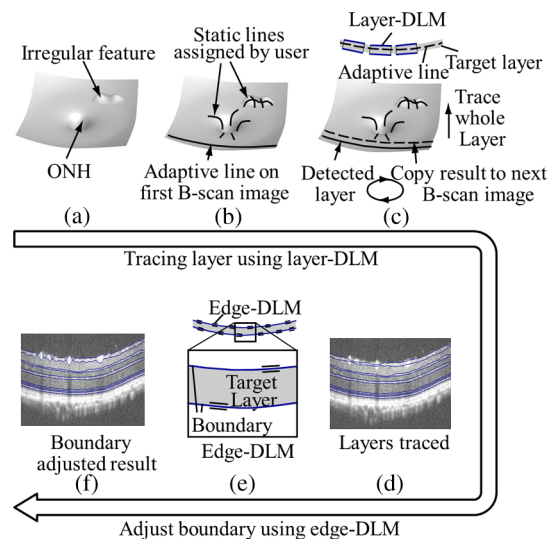 Irregular feature
ONH
(a)
Static lines
assigned by user
Adaptive line on
first B-scan image
(b)
Layer-DLM
Target layer
Adaptive line
Trace
whole
Layer
Detected
layer
Copy result to next
B-scan image
(c)
Tracing layer using layer-DLM
Boundary
adjusted result
(f)
Edge-DLM
Target
Layer
Boundary
Edge-DLM
(e)
Layers traced
(d)
Adjust boundary using edge-DLM